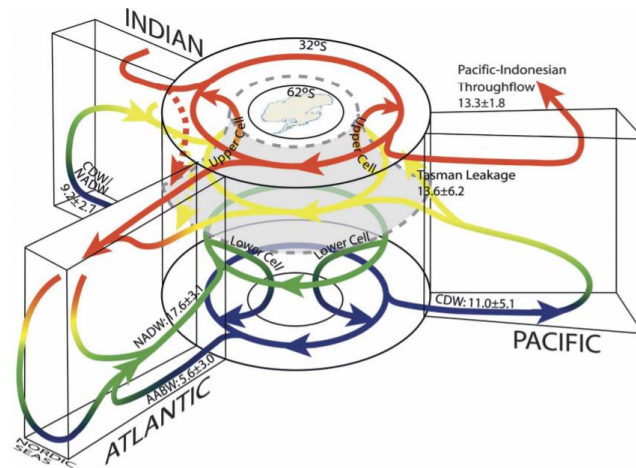 INDIAN
32ºS
Pacific-Indonesian
Throughflow
13.3±1.8
62ºS
Upper Cell
Upper Cell
Tasman Leakage
13.6±6.2
CDW/
NADW
9.2±2.7
Lower Cell
Lower Cell
NADW: 17.6±3.1
CDW: 11.0±5.1
AABW: 5.6±3.0
PACIFIC
ATLANTIC
NORDIC
SEAS